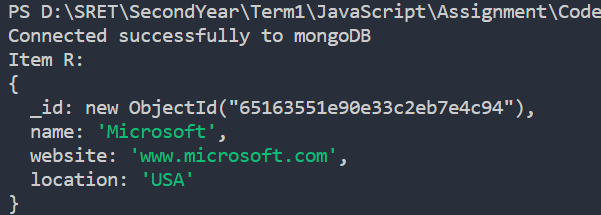 PS D:\SRET\SecondYear\Term1\JavaScript\Assignment\Code
Connected successfully to mongoDB
Item R:
{
  _id: new ObjectId("65163551e90e33c2eb7e4c94"),
  name: 'Microsoft',
  website: 'www.microsoft.com',
  location: 'USA'
}